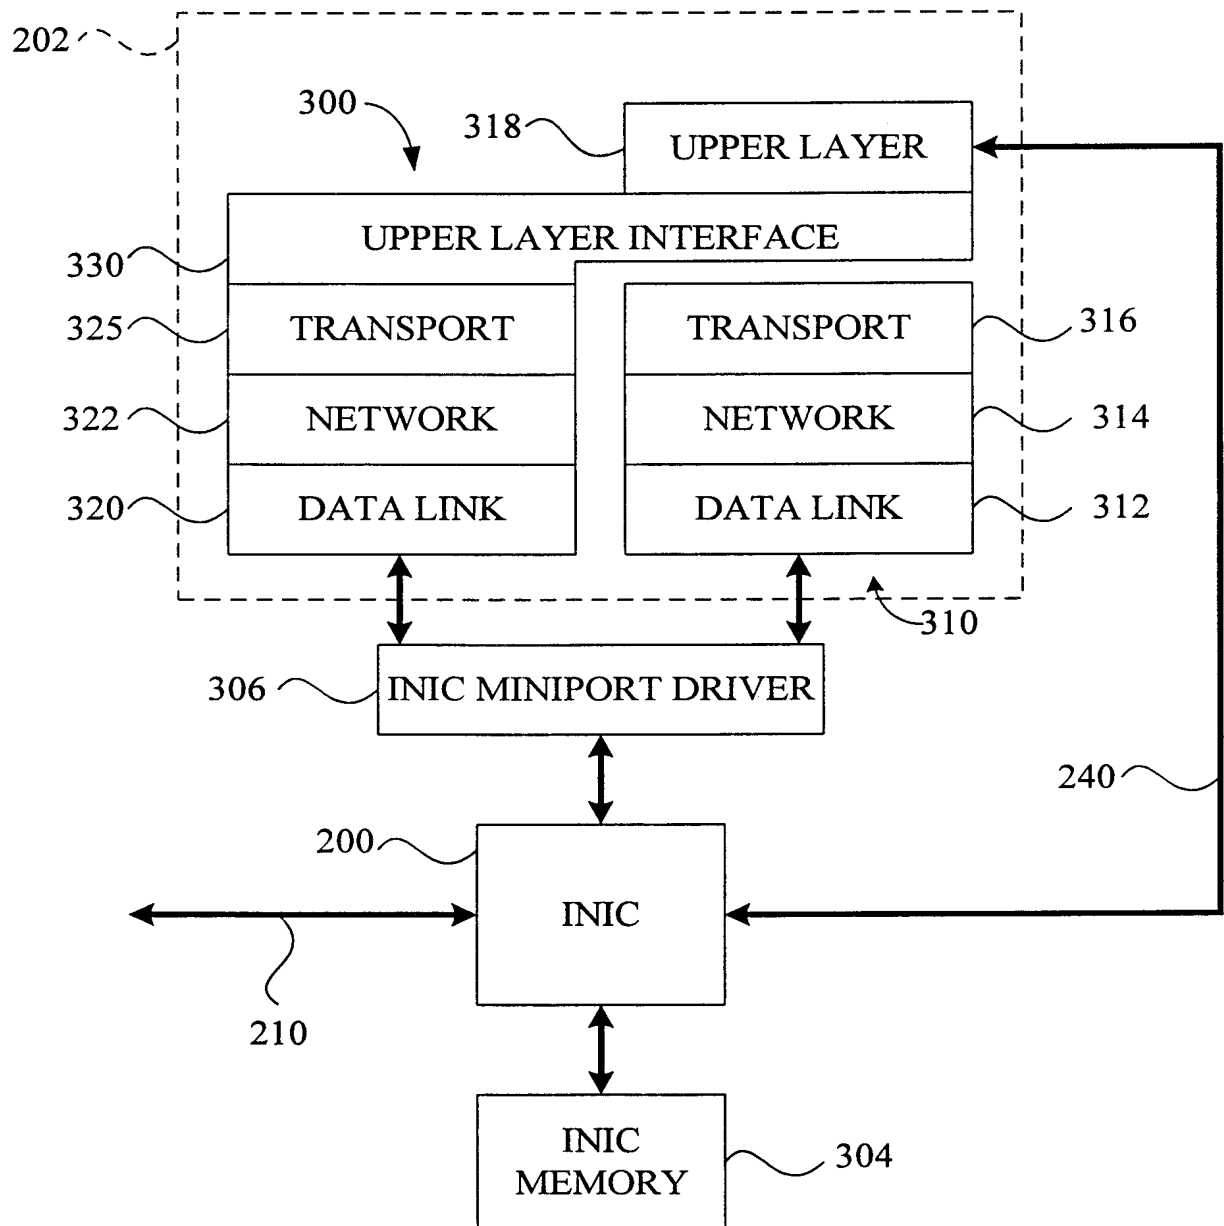 202
300
318
UPPER LAYER
UPPER LAYER INTERFACE
330
325
TRANSPORT
TRANSPORT
316
322
NETWORK
NETWORK
314
320
DATA LINK
DATA LINK
312
310
306
INIC MINIPORT DRIVER
240
200
INIC
210
INIC
MEMORY
304